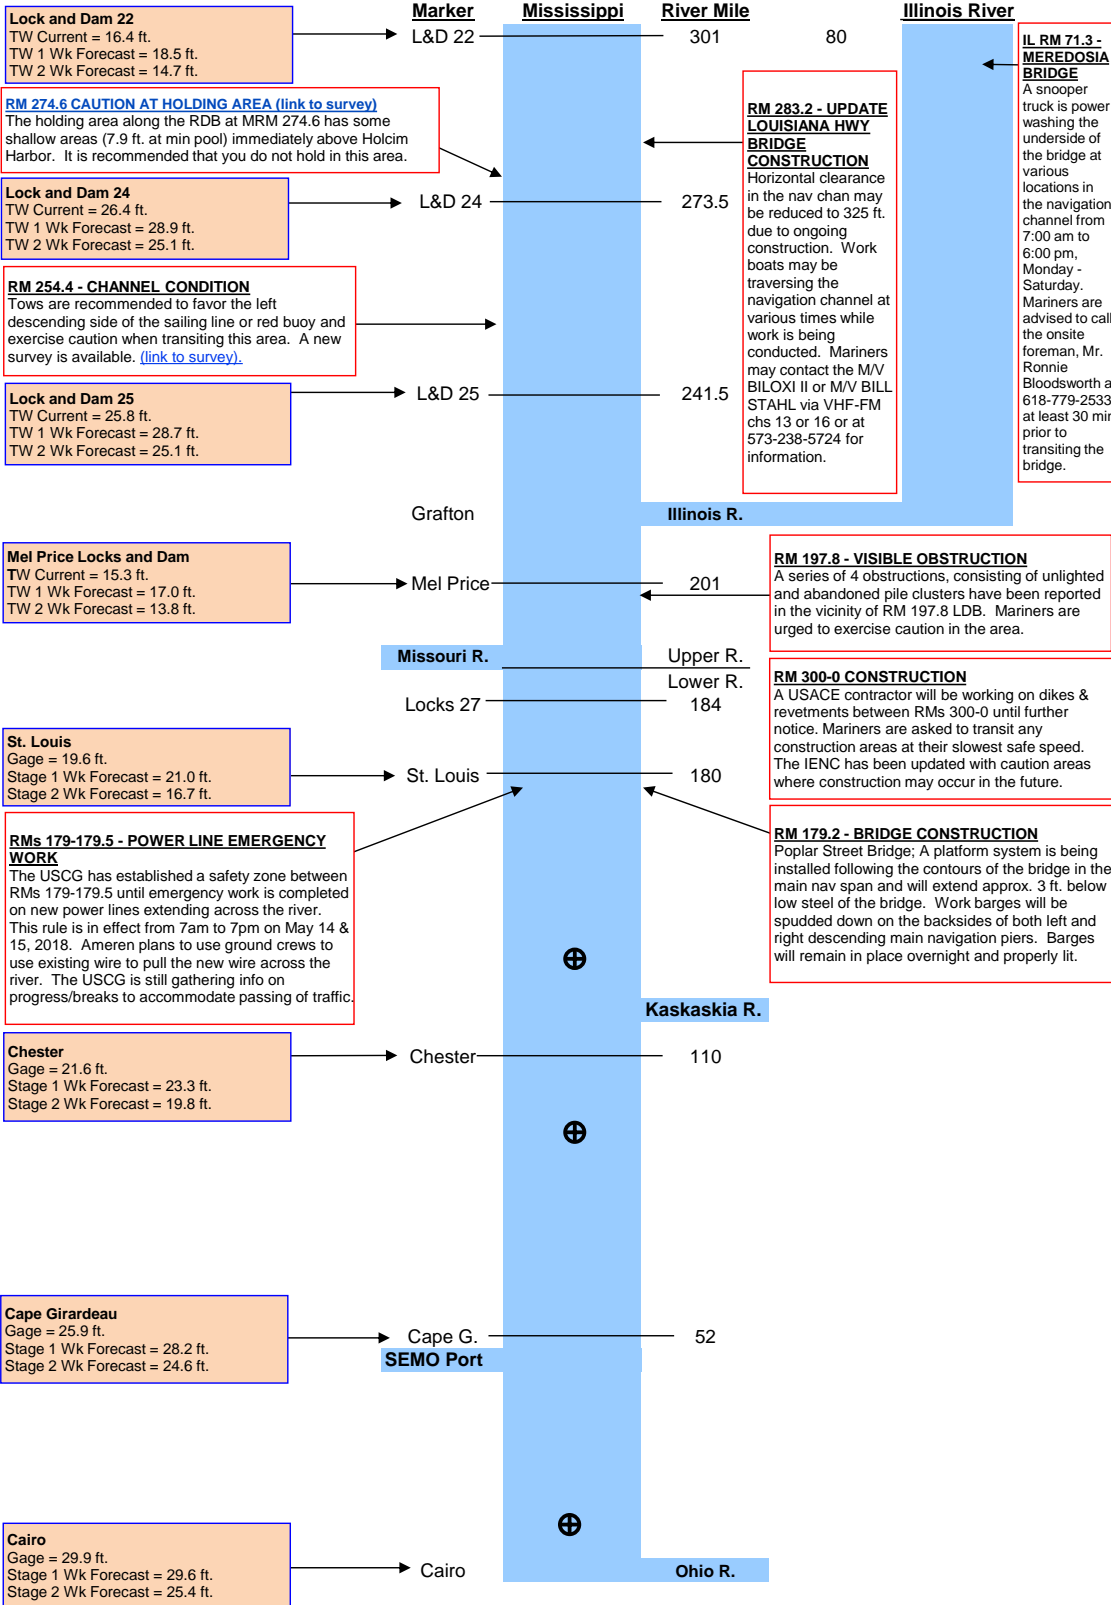 Marker
Mississippi
River Mile
Illinois River
Lock and Dam 22
TW Current = 16.4 ft.
TW 1 Wk Forecast = 18.5 ft.
TW 2 Wk Forecast = 14.7 ft.
L&D 22
301
80
IL RM 71.3 -
MEREDOSIA
BRIDGE
A snooper
truck is power
washing the
underside of
the bridge at
various
locations in
the navigation
channel from
7:00 am to
6:00 pm,
Monday -
Saturday.
Mariners are
advised to call
the onsite
foreman, Mr.
Ronnie
Bloodsworth a
618-779-2533
at least 30 min
prior to
transiting the
bridge.
RM 274.6 CAUTION AT HOLDING AREA (link to survey)
The holding area along the RDB at MRM 274.6 has some
shallow areas (7.9 ft. at min pool) immediately above Holcim
Harbor. It is recommended that you do not hold in this area.
RM 283.2 - UPDATE
LOUISIANA HWY
BRIDGE
CONSTRUCTION
Horizontal clearance
in the nav chan may
be reduced to 325 ft.
due to ongoing
construction. Work
boats may be
traversing the
navigation channel at
various times while
work is being
conducted. Mariners
may contact the M/V
BILOXI II or M/V BILL
STAHL via VHF-FM
chs 13 or 16 or at
573-238-5724 for
information.
Lock and Dam 24
TW Current = 26.4 ft.
TW 1 Wk Forecast = 28.9 ft.
TW 2 Wk Forecast = 25.1 ft.
L&D 24
273.5
RM 254.4 - CHANNEL CONDITION
Tows are recommended to favor the left
descending side of the sailing line or red buoy and
exercise caution when transiting this area. A new
survey is available. (link to survey).
Lock and Dam 25
TW Current = 25.8 ft.
TW 1 Wk Forecast = 28.7 ft.
TW 2 Wk Forecast = 25.1 ft.
L&D 25
241.5
Grafton
Illinois R.
Mel Price Locks and Dam
TW Current = 15.3 ft.
TW 1 Wk Forecast = 17.0 ft.
TW 2 Wk Forecast = 13.8 ft.
Mel Price
201
RM 197.8 - VISIBLE OBSTRUCTION
A series of 4 obstructions, consisting of unlighted
and abandoned pile clusters have been reported
in the vicinity of RM 197.8 LDB. Mariners are
urged to exercise caution in the area.
Missouri R.
Upper R.
Lower R.
Locks 27
184
RM 300-0 CONSTRUCTION
A USACE contractor will be working on dikes &
revetments between RMs 300-0 until further
notice. Mariners are asked to transit any
construction areas at their slowest safe speed.
The IENC has been updated with caution areas
where construction may occur in the future.
St. Louis
Gage = 19.6 ft.
Stage 1 Wk Forecast = 21.0 ft.
Stage 2 Wk Forecast = 16.7 ft.
St. Louis
180
RMs 179-179.5 - POWER LINE EMERGENCY
WORK
The USCG has established a safety zone between
RMs 179-179.5 until emergency work is completed
on new power lines extending across the river.
This rule is in effect from 7am to 7pm on May 14 &
15, 2018. Ameren plans to use ground crews to
use existing wire to pull the new wire across the
river. The USCG is still gathering info on
progress/breaks to accommodate passing of traffic.
RM 179.2 - BRIDGE CONSTRUCTION
Poplar Street Bridge; A platform system is being
installed following the contours of the bridge in the
main nav span and will extend approx. 3 ft. below
low steel of the bridge. Work barges will be
spudded down on the backsides of both left and
right descending main navigation piers. Barges
will remain in place overnight and properly lit.
Kaskaskia R.
Chester
Gage = 21.6 ft.
Stage 1 Wk Forecast = 23.3 ft.
Stage 2 Wk Forecast = 19.8 ft.
Chester
110
Cape Girardeau
Gage = 25.9 ft.
Stage 1 Wk Forecast = 28.2 ft.
Stage 2 Wk Forecast = 24.6 ft.
Cape G.
52
SEMO Port
Cairo
Gage = 29.9 ft.
Stage 1 Wk Forecast = 29.6 ft.
Stage 2 Wk Forecast = 25.4 ft.
Cairo
Ohio R.